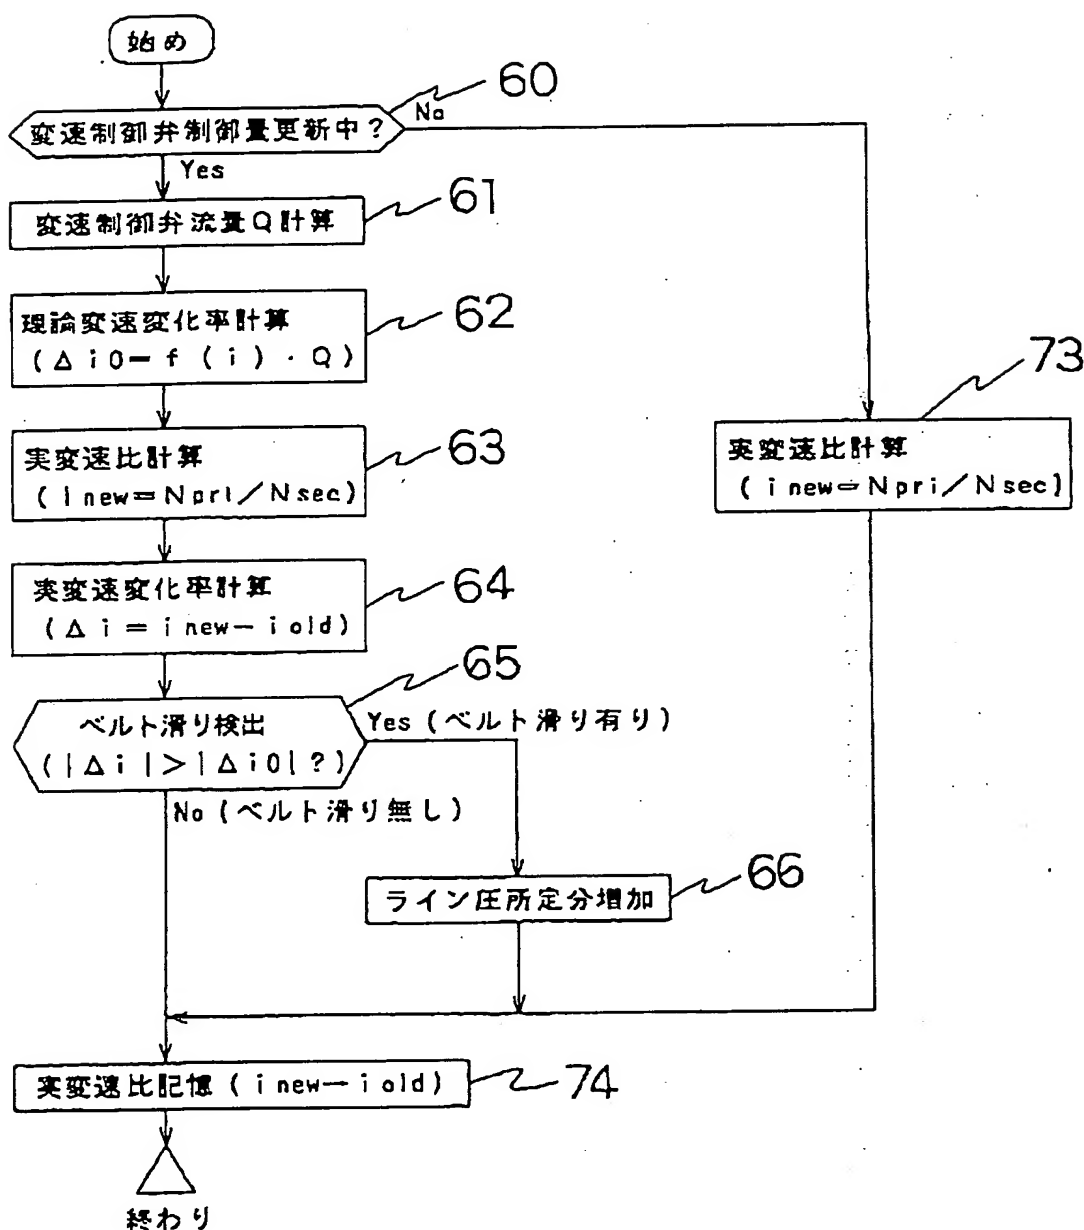 始め
60
変速制御弁制御量更新中?
No
Yes
61
変速制御弁流量Q計算
62
理論変速変化率計算
(Δi0=f(i)・Q)
63
実変速比計算
(inew=Npri/Nsec)
73
実変速比計算
(inew=Npri/Nsec)
64
実変速変化率計算
(Δi=inew-iold)
65
ベルト滑り検出
(|Δi|>|Δi0|?)
Yes(ベルト滑り有り)
No(ベルト滑り無し)
66
ライン圧所定分増加
実変速比記憶(inew→iold)
74
終わり